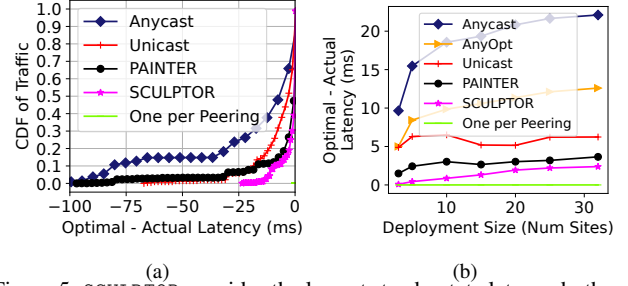 1.0
0.9
0.8
0.7
0.6
0.5
0.4
0.3
0.2
0.1
0.0
CDF of Traffic
Anycast
Unicast
PAINTER
SCULPTOR
One per Peering
−100 −75 −50 −25 0
Optimal - Actual Latency (ms)
(a)
20
15
10
5
0
Optimal - Actual
Latency (ms)
Anycast
AnyOpt
Unicast
PAINTER
SCULPTOR
One per Peering
10 20 30
Deployment Size (Num Sites)
(b)